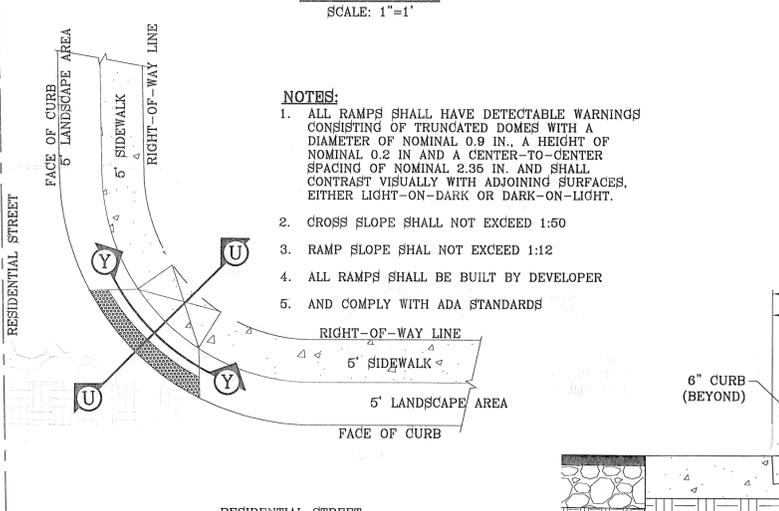 SCALE: 1"=1'
FACE OF CURB
5' LANDSCAPE AREA
5' SIDEWALK
RIGHT-OF-WAY LINE
RESIDENTIAL STREET
NOTES:
1. ALL RAMPS SHALL HAVE DETECTABLE WARNINGS
CONSISTING OF TRUNCATED DOMES WITH A
DIAMETER OF NOMINAL 0.9 IN., A HEIGHT OF
NOMINAL 0.2 IN AND A CENTER-TO-CENTER
SPACING OF NOMINAL 2.35 IN. AND SHALL
CONTRAST VISUALLY WITH ADJOINING SURFACES,
EITHER LIGHT-ON-DARK OR DARK-ON-LIGHT.
2. CROSS SLOPE SHALL NOT EXCEED 1:50
3. RAMP SLOPE SHAL NOT EXCEED 1:12
4. ALL RAMPS SHALL BE BUILT BY DEVELOPER
5. AND COMPLY WITH ADA STANDARDS
Y
U
U
Y
RIGHT-OF-WAY LINE
5' SIDEWALK
5' LANDSCAPE AREA
FACE OF CURB
6" CURB
(BEYOND)
RESIDENTIAL STREET